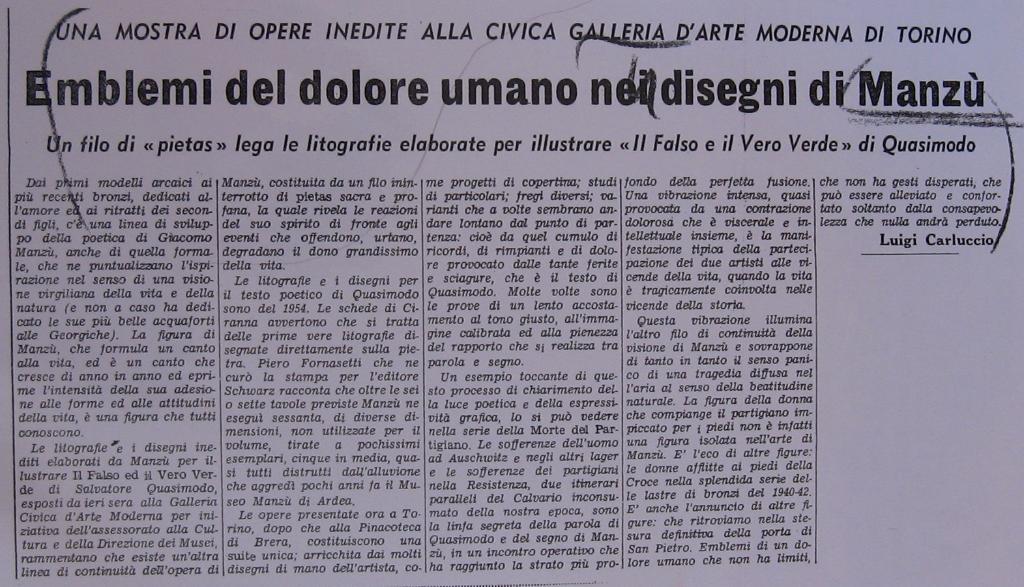 UNA MOSTRA DI OPERE INEDITE ALLA CIVICA GALLERIA D'ARTE MODERNA DI TORINO
Emblemi del dolore umano nei disegni di Manzù
Un filo di «pietas» lega le litografie elaborate per illustrare «Il Falso e il Vero Verde» di Quasimodo
Dai primi modelli arcaici ai
più recenti bronzi, dedicati al-
l'amore ed ai ritratti dei secon-
di figli, c'è una linea di svilup-
po della poetica di Giacomo
Manzù, anche di quella forma-
le, che ne puntualizzano l'ispi-
razione nel senso di una visio-
ne virgiliana della vita e della
natura (e non a caso ha dedi-
cato le sue più belle acquaforti
alle Georgiche). La figura di
Manzù, che formula un canto
alla vita, ed è un canto che
cresce di anno in anno ed epri-
me l'intensità della sua adesio-
ne alle forme ed alle attitudini
della vita, è una figura che tutti
conoscono.
Le litografie e i disegni ine-
diti elaborati da Manzù per il-
lustrare Il Falso ed il Vero Ver-
de di Salvatore Quasimodo,
esposti da ieri sera alla Galleria
Civica d'Arte Moderna per ini-
ziativa dell'assessorato alla Cul-
tura e della Direzione dei Musei,
rammentano che esiste un'altra
linea di continuità dell'opera di
Manzù, costituita da un filo inin-
terrotto di pietas sacra e pro-
fana, la quale rivela le reazioni
del suo spirito di fronte agli
eventi che offendono, urtano,
degradano il dono grandissimo
della vita.
Le litografie e i disegni per
il testo poetico di Quasimodo
sono del 1954. Le schede di Ci-
ranna avvertono che si tratta
delle prime vere litografie di-
segnate direttamente sulla pie-
tra. Piero Fornasetti che ne
curò la stampa per l'editore
Schwarz racconta che oltre le sei
o sette tavole previste Manzù ne
eseguì sessanta, di diverse di-
mensioni, non utilizzate per il
volume, tirate a pochissimi
esemplari, cinque in media, qua-
si tutti distrutti dall'alluvione
che aggredì pochi anni fa il Mu-
seo Manzù di Ardea.
Le opere presentate ora a To-
rino, dopo che alla Pinacoteca
di Brera, costituiscono una
suite unica; arricchita dai molti
disegni di mano dell'artista, co-
me progetti di copertina; studi
di particolari; fregi diversi; va-
rianti che a volte sembrano an-
dare lontano dal punto di par-
tenza: cioè da quel cumulo di
ricordi, di rimpianti e di dolo-
re provocato dalle tante ferite
e sciagure, che è il testo di
Quasimodo. Molte volte sono
le prove di un lento accosta-
mento al tono giusto, all'imma-
gine calibrata ed alla pienezza
del rapporto che si realizza tra
parola e segno.
Un esempio toccante di que-
sto processo di chiarimento del-
la luce poetica e della espressi-
vità grafica, lo si può vedere
nella serie della Morte del Par-
tigiano. Le sofferenze dell'uomo
ad Auschwitz e negli altri lager
e le sofferenze dei partigiani
nella Resistenza, due itinerari
paralleli del Calvario inconsu-
mato della nostra epoca, sono
la linfa segreta della parola di
Quasimodo e del segno di Man-
zù, in un incontro operativo che
ha raggiunto la strato più pro-
fondo della perfetta fusione.
Una vibrazione intensa, quasi
provocata da una contrazione
dolorosa che è viscerale e in-
tellettuale insieme, è la mani-
festazione tipica della parteci-
pazione dei due artisti alle vi-
cende della vita, quando la vita
è tragicamente coinvolta nelle
vicende della storia.
Questa vibrazione illumina
l'altro filo di continuità della
visione di Manzù e sovrappone
di tanto in tanto il senso pani-
co di una tragedia diffusa nel
l'aria al senso della beatitudine
naturale. La figura della donna
che compiange il partigiano im-
piccato per i piedi non è infatti
una figura isolata nell'arte di
Manzù. E' l'eco di altre figure:
le donne afflitte ai piedi della
Croce nella splendida serie del-
le lastre di bronzi del 1940-42.
E' anche l'annuncio di altre fi-
gure: che ritroviamo nella ste-
sura definitiva della porta di
San Pietro. Emblemi di un do-
lore umano che non ha limiti,
che non ha gesti disperati, che
può essere alleviato e confor-
tato soltanto dalla consapevo-
lezza che nulla andrà perduto.
Luigi Carluccio